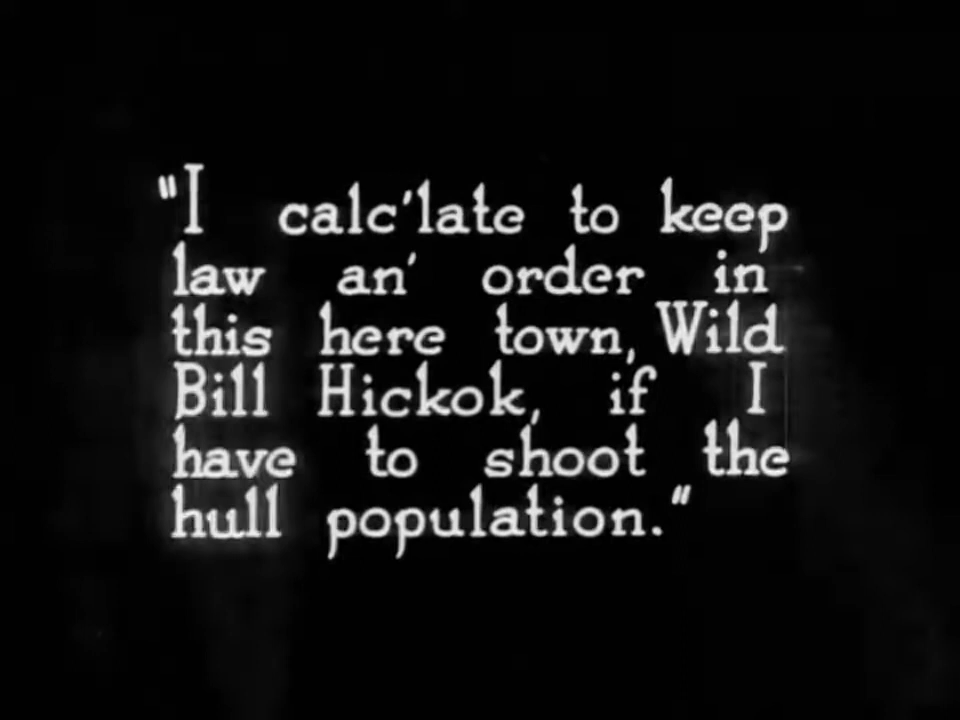 "I calc'late to keep
law an' order in
this here town, Wild
Bill Hickok, if I
have to shoot the
hull population."